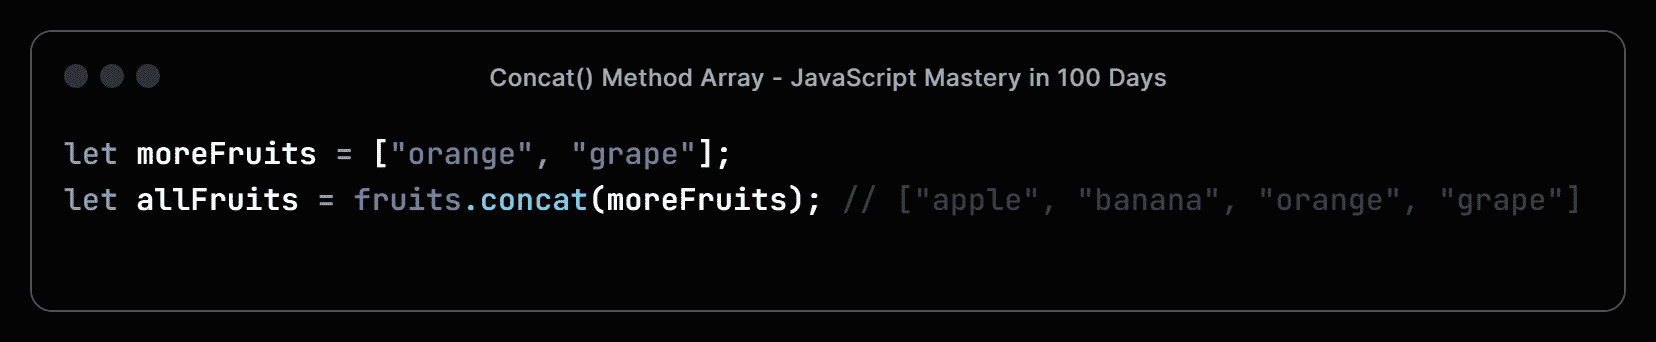 Concat() Method Array - JavaScript Mastery in 100 Days
let moreFruits = ["orange", "grape"];
let allFruits = fruits.concat(moreFruits); // ["apple", "banana", "orange", "grape"]